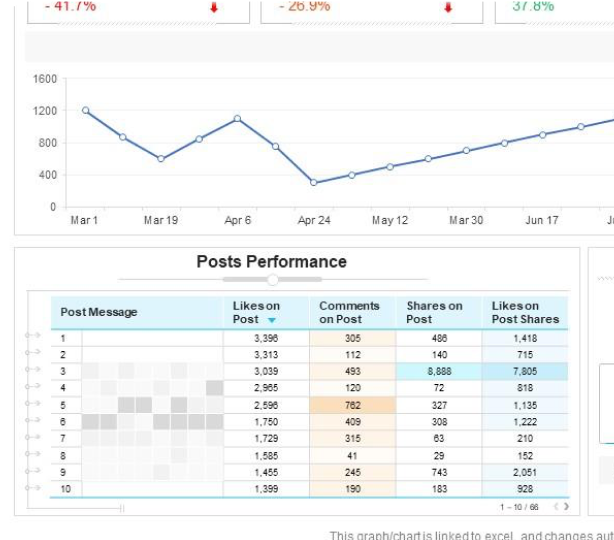 - 41.7%
- 26.9%
37.8%
1600
1200
800
400
0
Mar 1 Mar 19 Apr 6 Apr 24 May 12 Mar 30 Jun 17
Posts Performance
Post Message Likes on Post Comments on Post Shares on Post Likes on Post Shares
1 3,396 305 486 1,418
2 3,313 112 140 715
3 3,039 493 8,888 7,805
4 2,965 120 72 818
5 2,596 762 327 1,135
6 1,750 409 308 1,222
7 1,729 315 63 210
8 1,585 41 29 152
9 1,455 245 743 2,051
10 1,399 190 183 928
1 - 10 / 66
This graph/chart is linked to excel, and changes